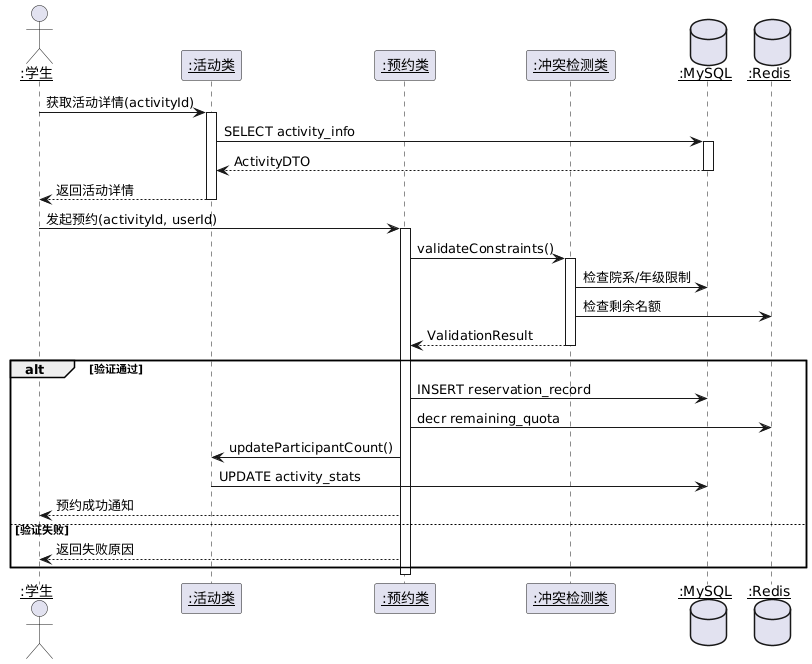 :学生
:活动类
:预约类
:冲突检测类
:MySQL
:Redis
获取活动详情(activityId)
SELECT activity_info
ActivityDTO
返回活动详情
发起预约(activityId, userId)
validateConstraints()
检查院系/年级限制
检查剩余名额
ValidationResult
alt [验证通过]
INSERT reservation_record
decr remaining_quota
updateParticipantCount()
UPDATE activity_stats
预约成功通知
[验证失败]
返回失败原因
:学生
:活动类
:预约类
:冲突检测类
:MySQL
:Redis